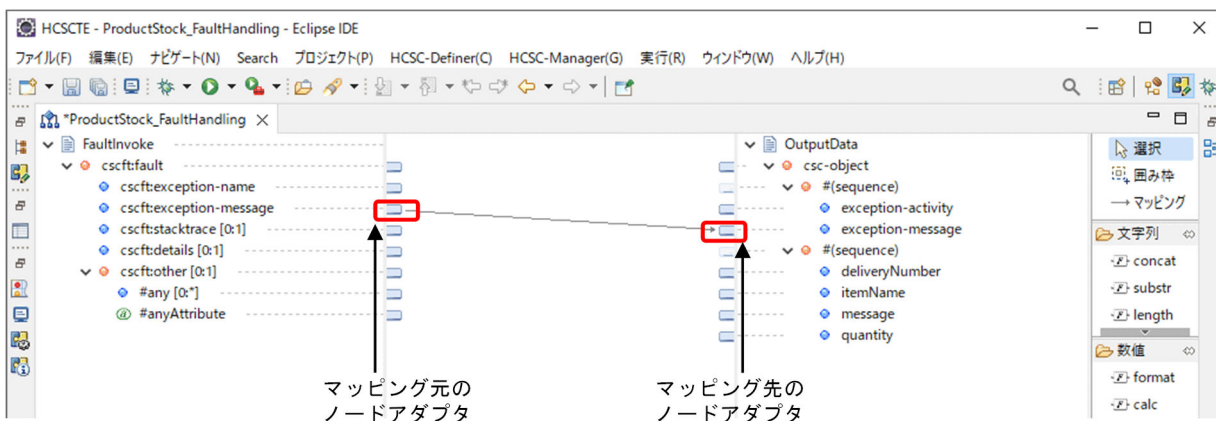 HCSCTE - ProductStock_FaultHandling - Eclipse IDE
ファイル(F) 編集(E) ナビゲート(N) Search プロジェクト(P) HCSC-Definer(C) HCSC-Manager(G) 実行(R) ウィンドウ(W) ヘルプ(H)
*ProductStock_FaultHandling
FaultInvoke
cscft:fault
cscft:exception-name
cscft:exception-message
cscft:stacktrace [0:1]
cscft:details [0:1]
cscft:other [0:1]
#any [0:*]
#anyAttribute
OutputData
csc-object
#(sequence)
exception-activity
exception-message
#(sequence)
deliveryNumber
itemName
message
quantity
選択
囲み枠
マッピング
文字列
concat
substr
length
数値
format
calc
マッピング元の
ノードアダプタ
マッピング先の
ノードアダプタ